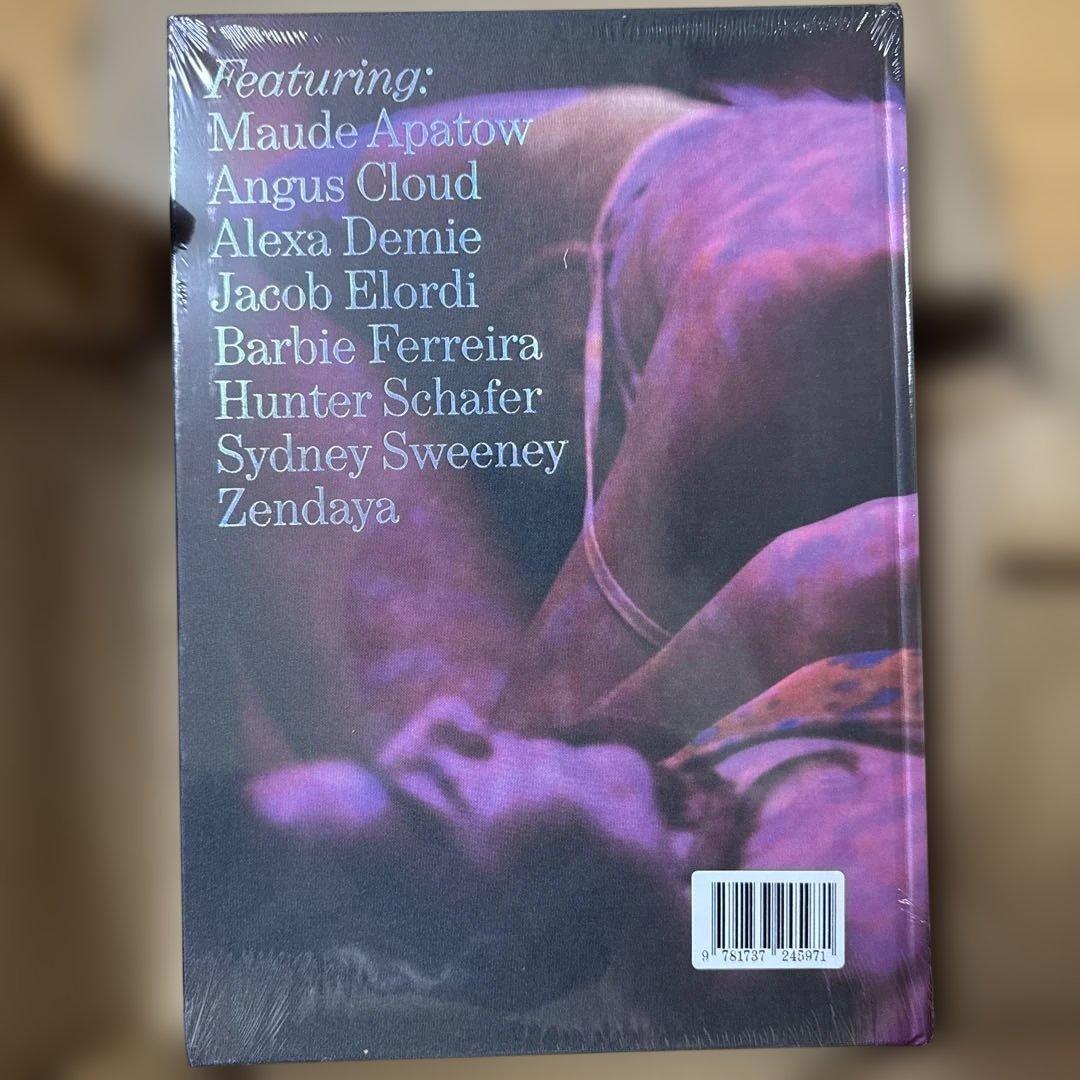 Featuring:
Maude Apatow
Angus Cloud
Alexa Demie
Jacob Elordi
Barbie Ferreira
Hunter Schafer
Sydney Sweeney
Zendaya
9 781737 245971